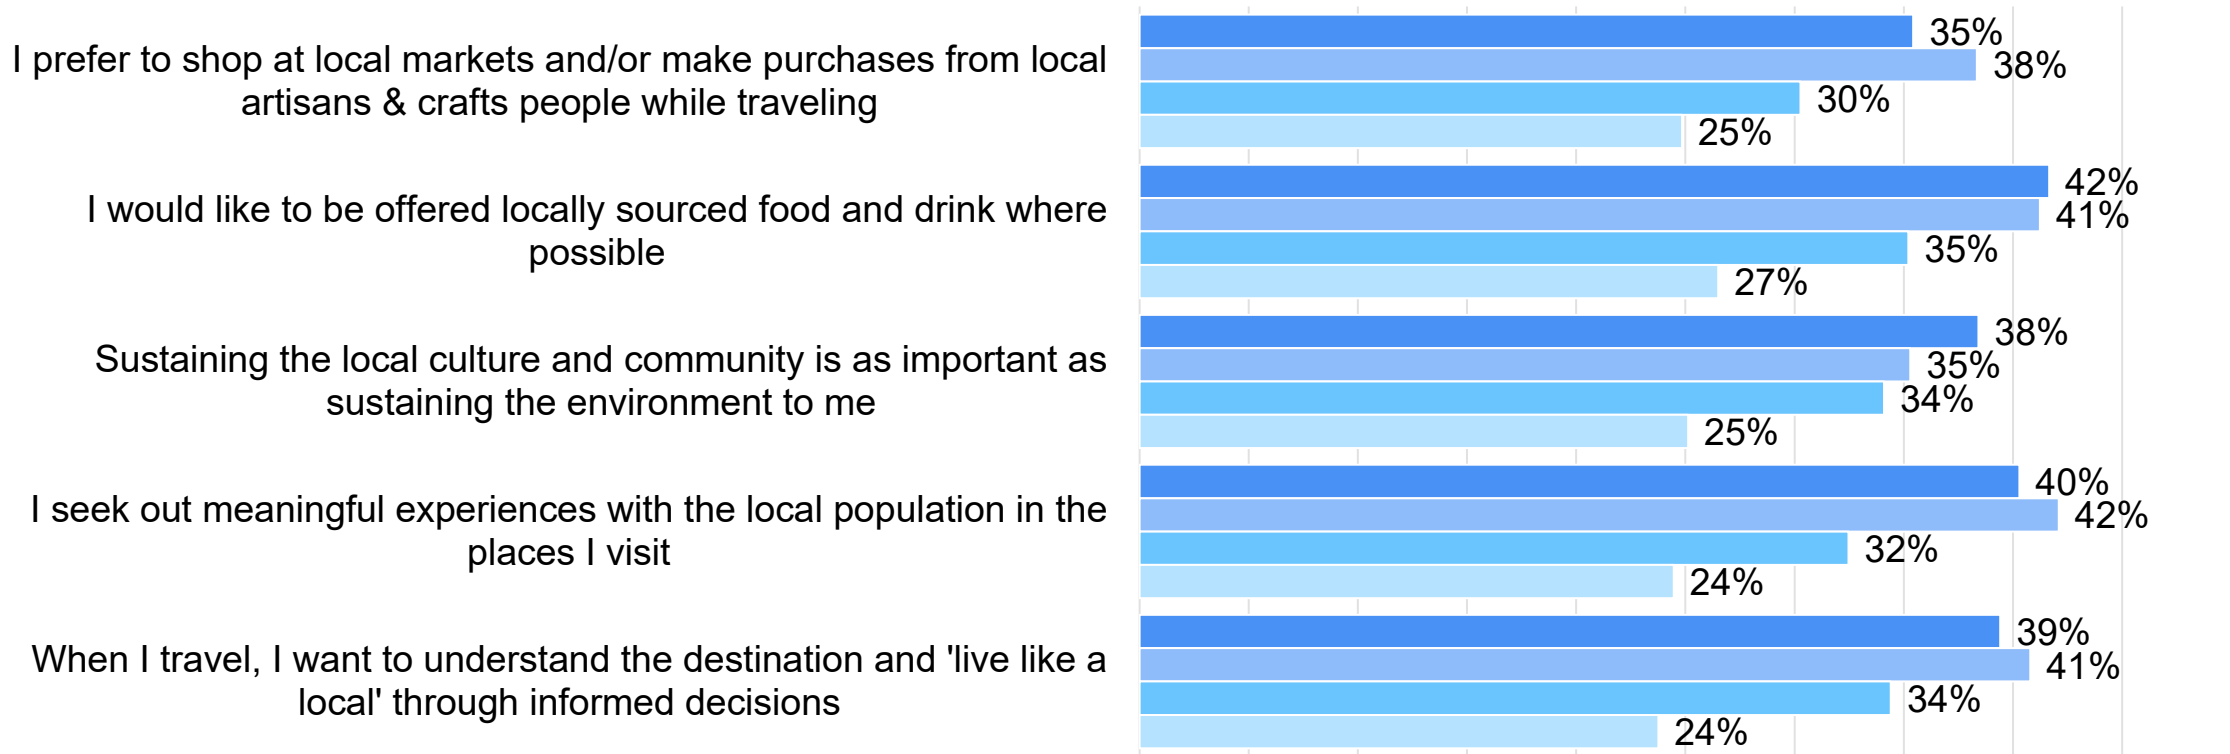 I prefer to shop at local markets and/or make purchases from local
artisans & crafts people while traveling
35%
38%
30%
25%
I would like to be offered locally sourced food and drink where
possible
42%
41%
35%
27%
Sustaining the local culture and community is as important as
sustaining the environment to me
38%
35%
34%
25%
I seek out meaningful experiences with the local population in the
places I visit
40%
42%
32%
24%
When I travel, I want to understand the destination and 'live like a
local' through informed decisions
39%
41%
34%
24%